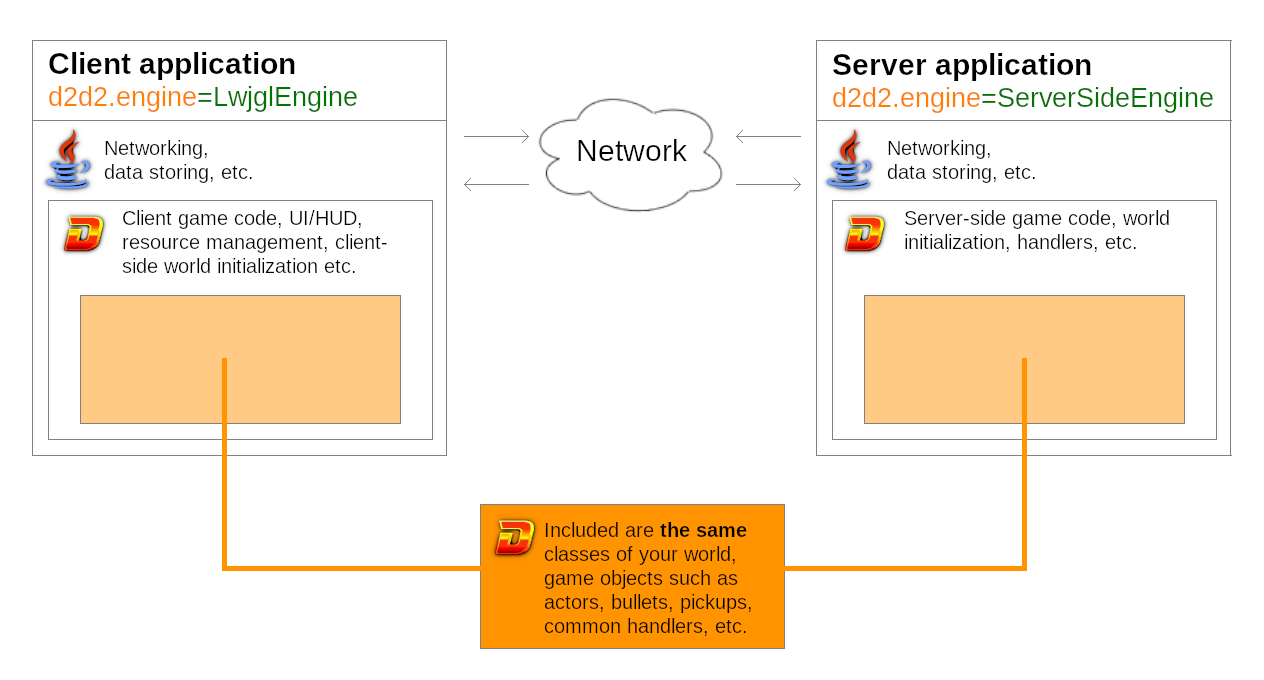 Client application
d2d2.engine=LwjglEngine
Networking,
data storing, etc.
Client game code, UI/HUD,
resource management, client-
side world initialization etc.
Network
Server application
d2d2.engine=ServerSideEngine
Networking,
data storing, etc.
Server-side game code, world
initialization, handlers, etc.
Included are the same
classes of your world,
game objects such as
actors, bullets, pickups,
common handlers, etc.